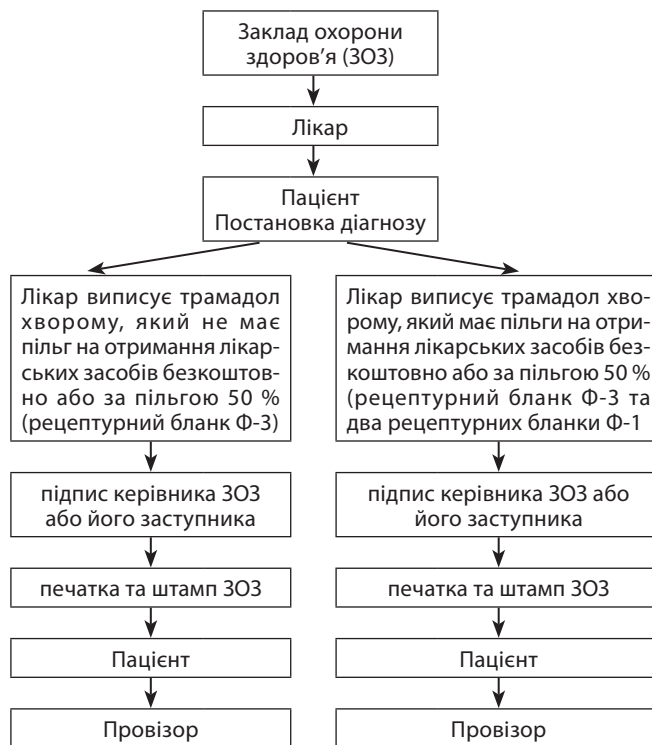 Заклад охорони
здоров’я (ЗОЗ)
Лікар
Пацієнт
Постановка діагнозу
Лікар виписує трамадол
хворому, який не має
пільг на отримання лікар-
ських засобів безкоштов-
но або за пільгою 50 %
(рецептурний бланк Ф-3)
підпис керівника ЗОЗ
або його заступника
печатка та штамп ЗОЗ
Пацієнт
Провізор
Лікар виписує трамадол хво-
рому, який має пільги на отри-
мання лікарських засобів без-
коштовно або за пільгою 50 %
(рецептурний бланк Ф-3 та
два рецептурних бланки Ф-1
підпис керівника ЗОЗ або
його заступника
печатка та штамп ЗОЗ
Пацієнт
Провізор